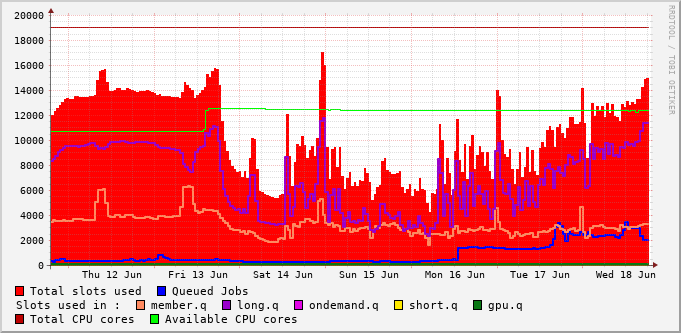 20000
18000
16000
14000
12000
10000
8000
6000
4000
2000
0
Thu 12 Jun Fri 13 Jun Sat 14 Jun Sun 15 Jun Mon 16 Jun Tue 17 Jun Wed 18 Jun
Total slots used Queued Jobs
Slots used in : member.q long.q ondemand.q short.q gpu.q
Total CPU cores Available CPU cores
RRDTOOL / TOBI OETIKER